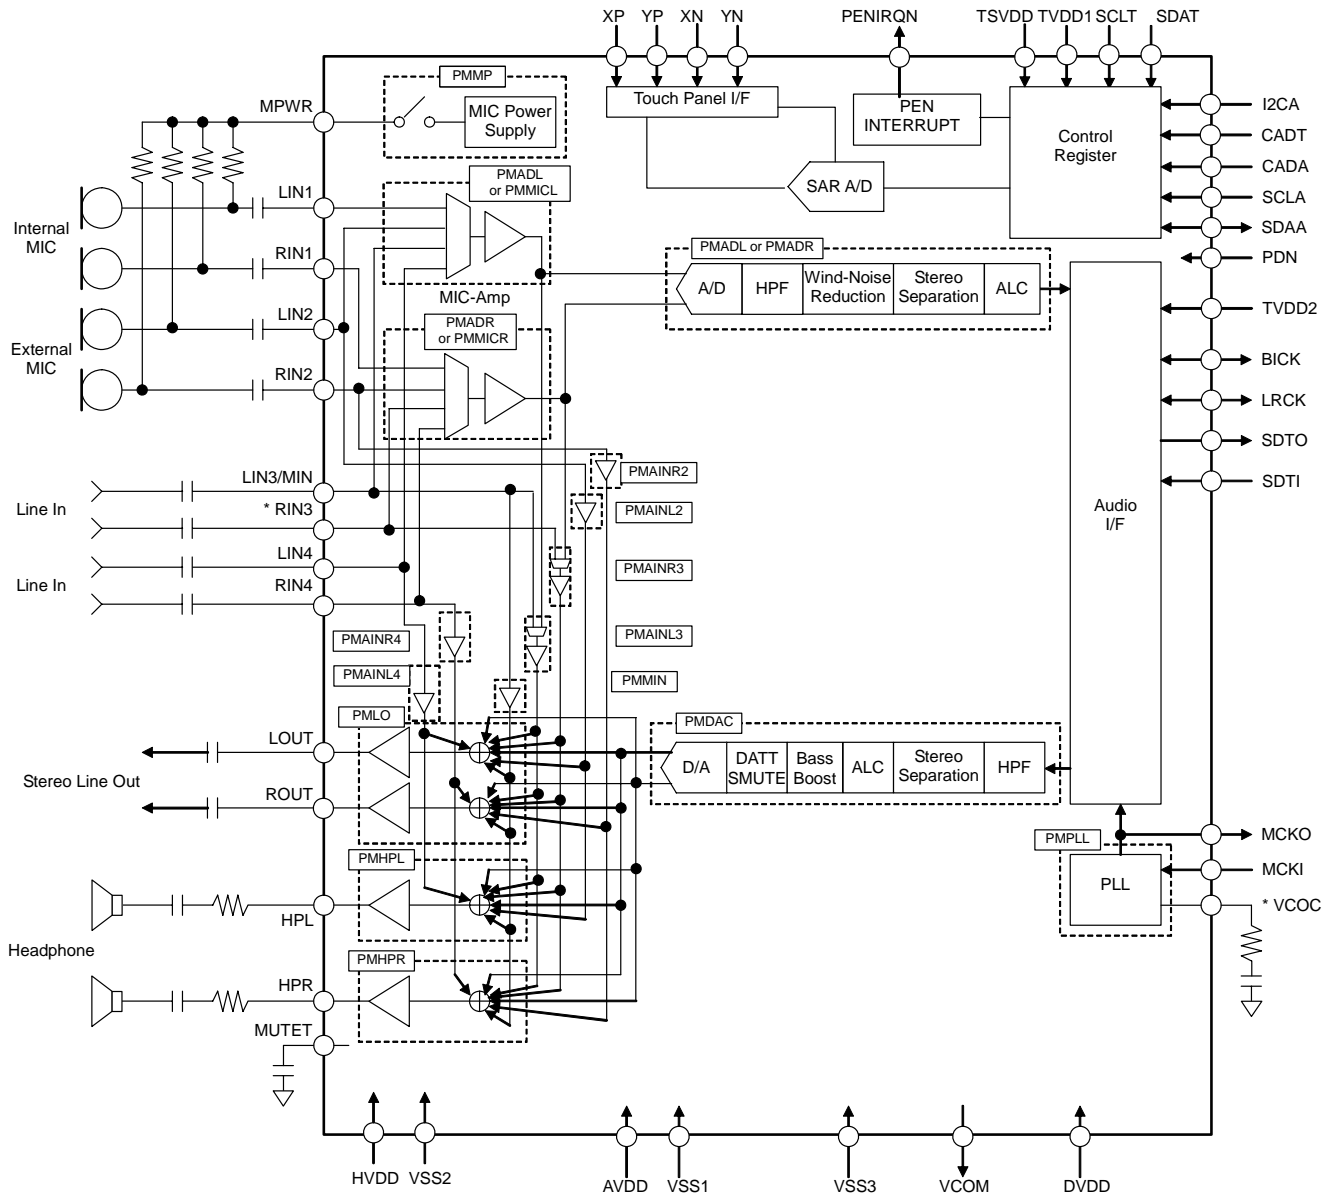 XP YP XN YN PENIRQN TSVDD TVDD1 SCLT SDAT
PMMP
MPWR
MIC Power
Supply
Touch Panel I/F
PEN
INTERRUPT
Control
Register
I2CA
CADT
CADA
SCLA
SDAA
PDN
SAR A/D
PMADL
or PMMICL
LIN1
Internal
MIC
RIN1
LIN2
External
MIC
RIN2
MIC-Amp
PMADR
or PMMICR
PMADL or PMADR
A/D
HPF
Wind-Noise
Reduction
Stereo
Separation
ALC
TVDD2
BICK
LRCK
SDTO
SDTI
Audio
I/F
LIN3/MIN
Line In
* RIN3
LIN4
Line In
RIN4
PMAINR2
PMAINL2
PMAINR3
PMAINL3
PMMIN
PMAINR4
PMAINL4
PMLO
LOUT
Stereo Line Out
ROUT
PMDAC
D/A
DATT
SMUTE
Bass
Boost
ALC
Stereo
Separation
HPF
PMPLL
PLL
MCKO
MCKI
* VCOC
PMHPL
HPL
Headphone
PMHPR
HPR
MUTET
HVDD VSS2 AVDD VSS1 VSS3 VCOM DVDD